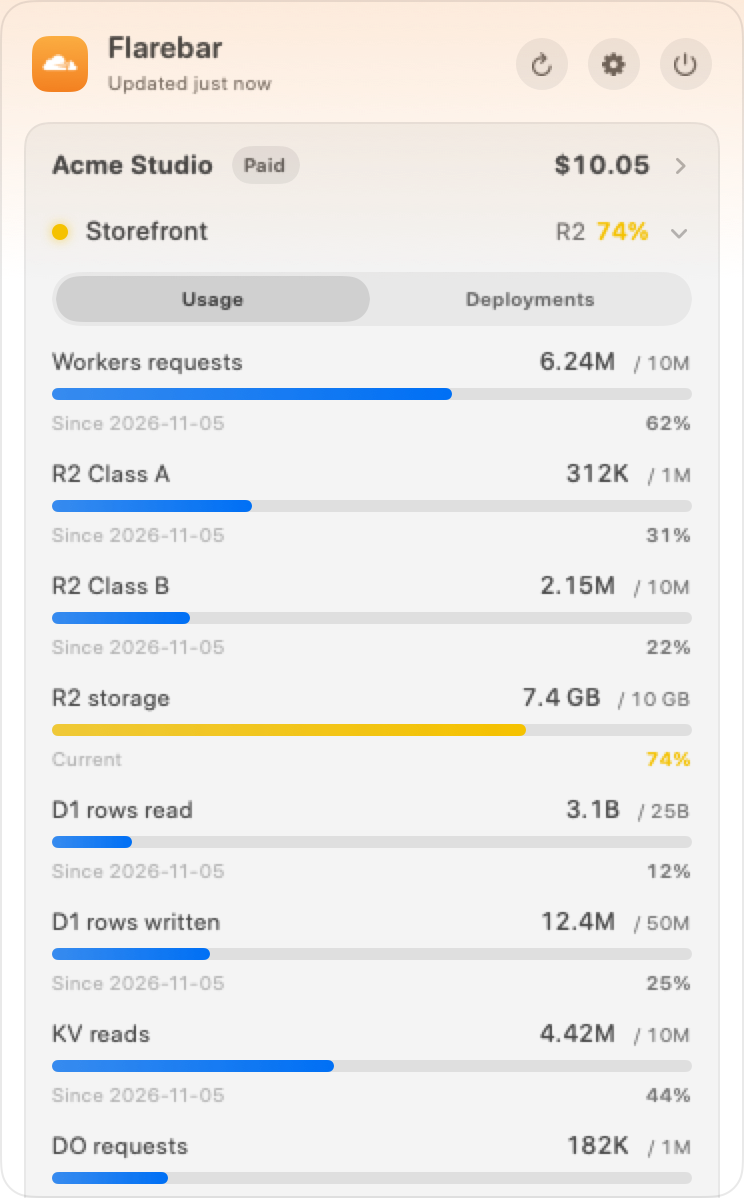 Flarebar
Updated just now
Acme Studio Paid $10.05
Storefront R2 74%
Usage Deployments
Workers requests 6.24M / 10M
Since 2026-11-05 62%
R2 Class A 312K / 1M
Since 2026-11-05 31%
R2 Class B 2.15M / 10M
Since 2026-11-05 22%
R2 storage 7.4 GB / 10 GB
Current 74%
D1 rows read 3.1B / 25B
Since 2026-11-05 12%
D1 rows written 12.4M / 50M
Since 2026-11-05 25%
KV reads 4.42M / 10M
Since 2026-11-05 44%
DO requests 182K / 1M